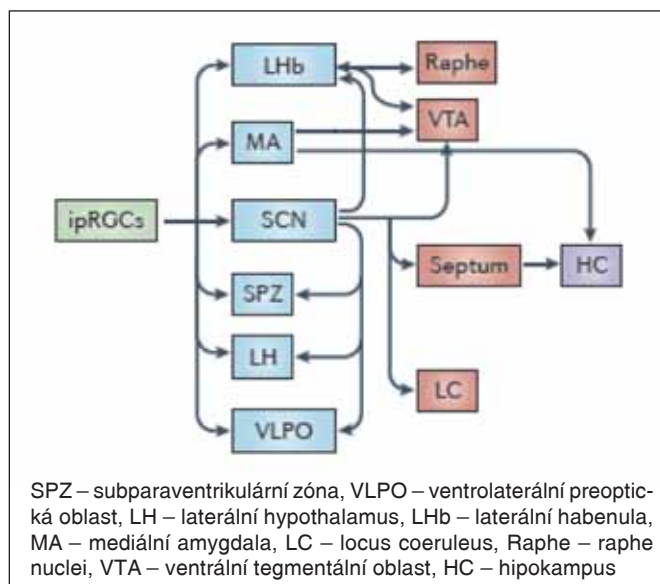 LHb
Raphe
VTA
MA
ipRGCs
SCN
Septum
HC
SPZ
LH
LC
VLPO
SPZ – subparaventrikulární zóna, VLPO – ventrolaterální preoptic-
ká oblast, LH – laterální hypothalamus, LHb – laterální habenula,
MA – mediální amygdala, LC – locus coeruleus, Raphe – raphe
nuclei, VTA – ventrální tegmentální oblast, HC – hipokampus